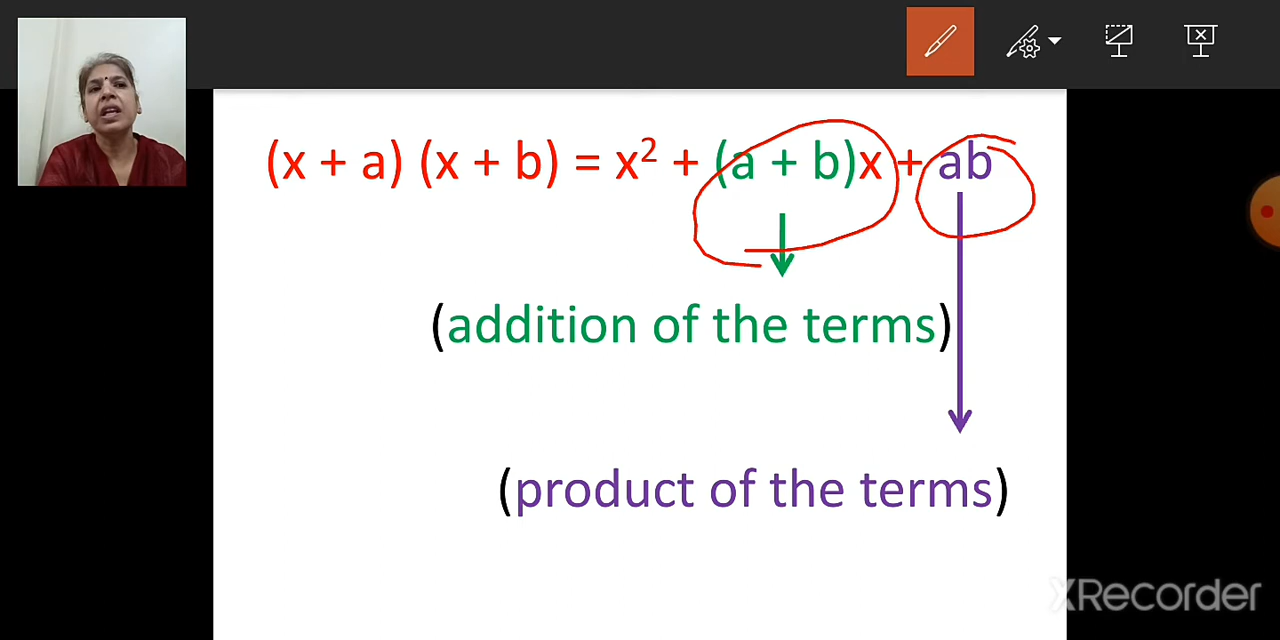 (x + a) (x + b) = x² + (a + b)x + ab
(addition of the terms)
(product of the terms)
XRecorder